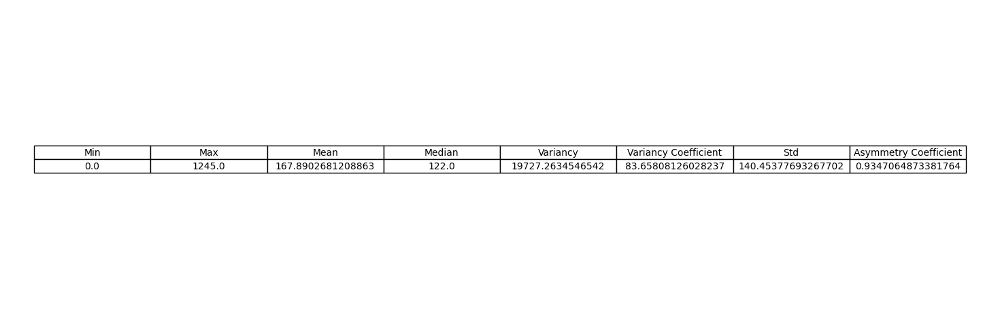 Min Max Mean Median Variancy Variancy Coefficient Std Asymmetry Coefficient
0.0 1245.0 167.8902681208863 122.0 19727.2634546542 83.65808126028237 140.45377693267702 0.9347064873381764